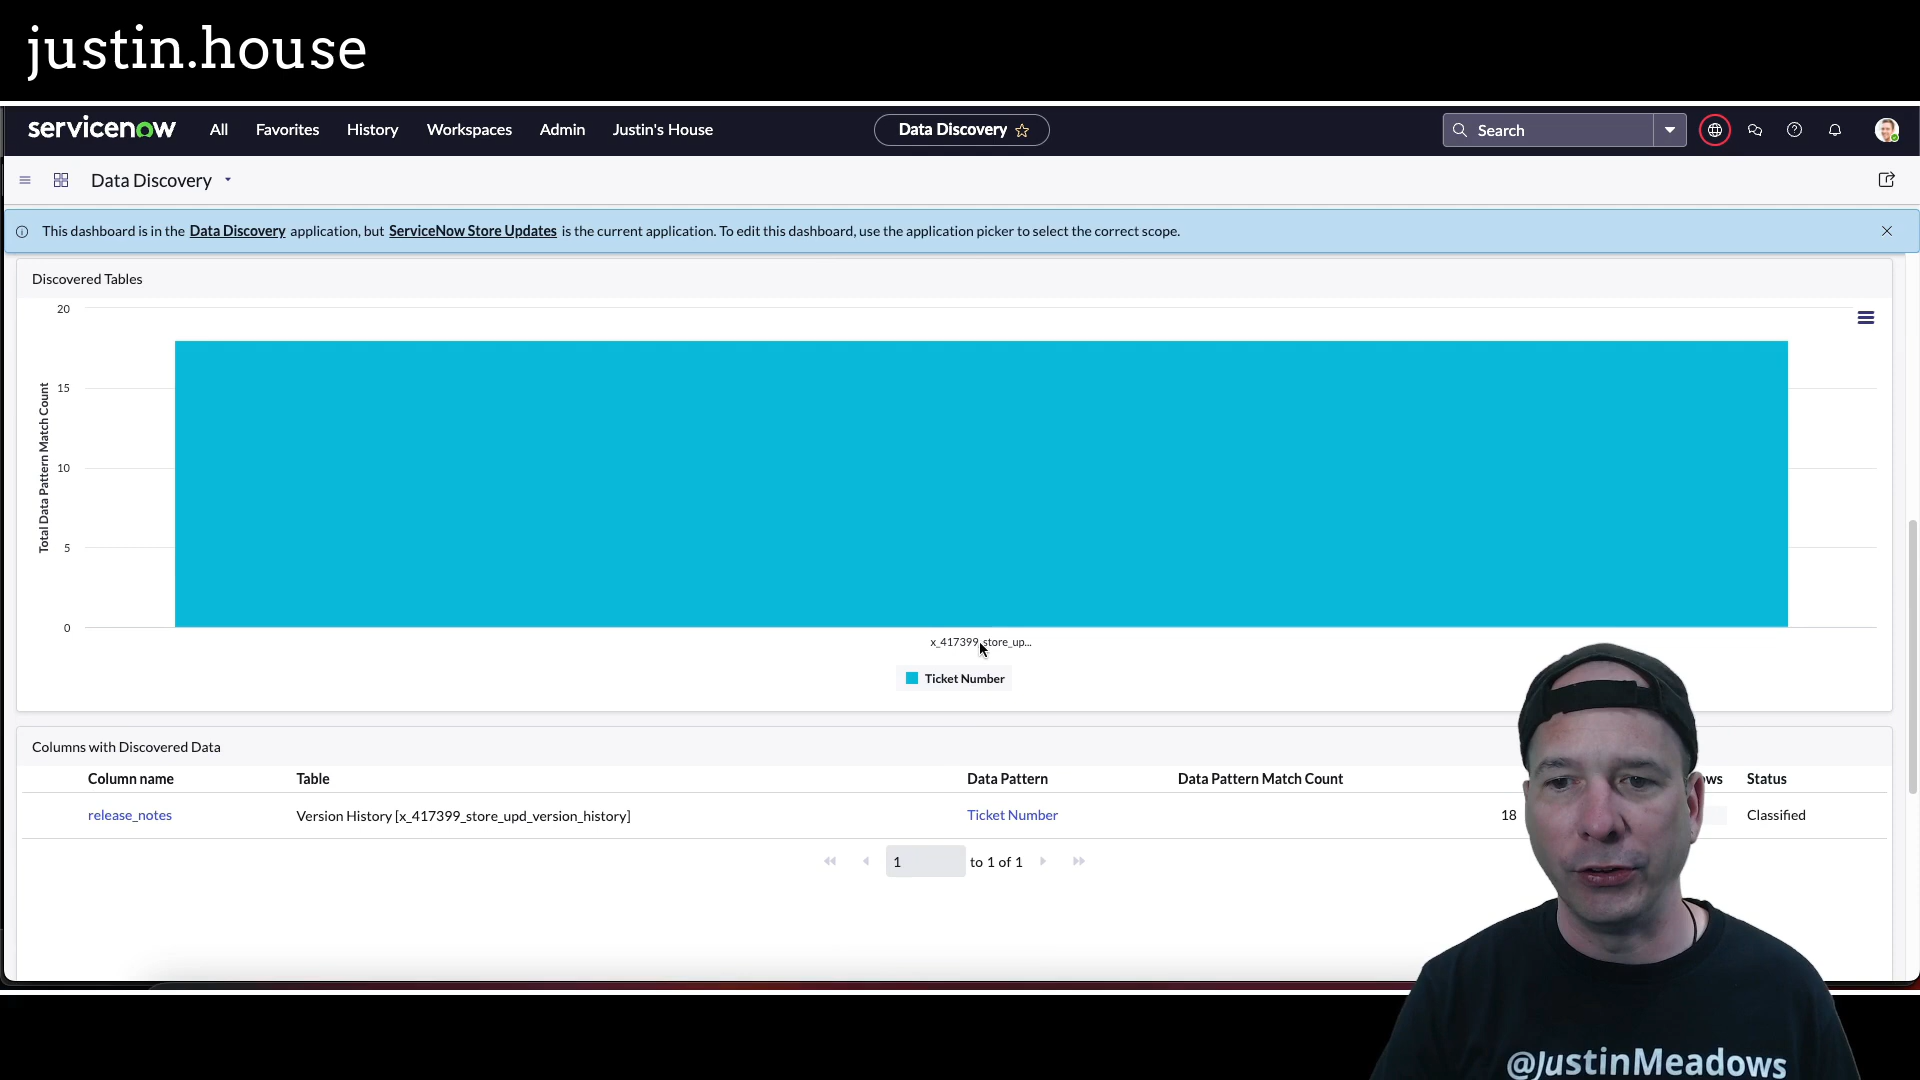 justin.house
servicenow All Favorites History Workspaces Admin Justin's House Data Discovery Search
Data Discovery
This dashboard is in the Data Discovery application, but ServiceNow Store Updates is the current application. To edit this dashboard, use the application picker to select the correct scope.
Discovered Tables
Total Data Pattern Match Count
20
15
10
5
0
x_417399_store_up...
Ticket Number
Columns with Discovered Data
Column name Table Data Pattern Data Pattern Match Count Status
release_notes Version History [x_417399_store_upd_version_history] Ticket Number 18 Classified
1 to 1 of 1
@JustinMeadows